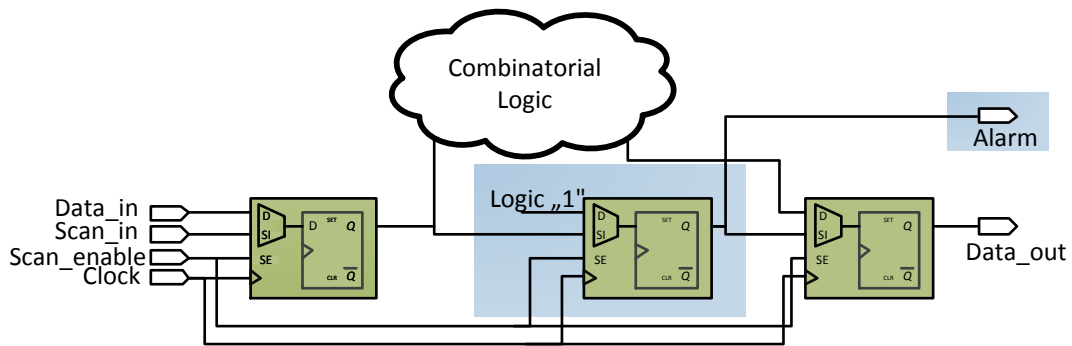 Combinatorial
Logic
Alarm
Logic „1"
Data_in
Scan_in
Scan_enable
Clock
D
SI
SE
D
SET
Q
CLR
Q
D
SI
SE
SET
Q
CLR
Q
D
SI
SE
SET
Q
CLR
Q
Data_out